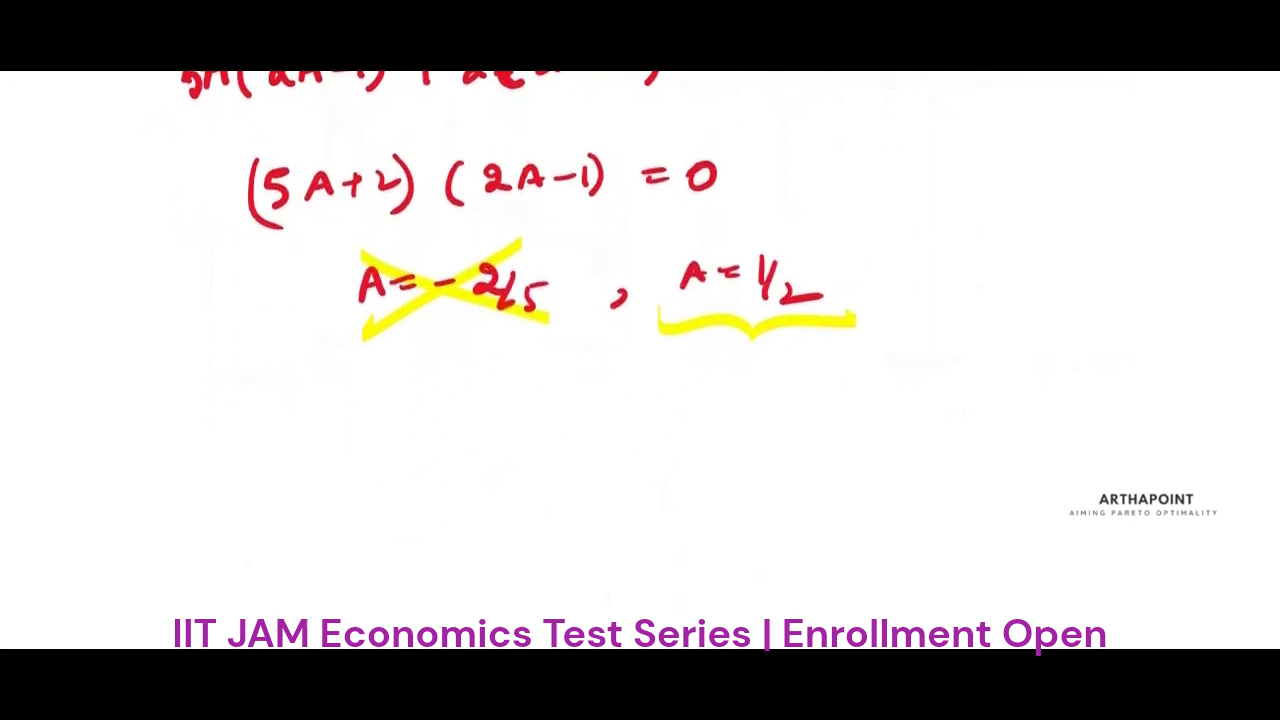 (5A+2) (2A-1) = 0
A = - 2/5 , A = 1/2
ARTHAPOINT
AIMING PARETO OPTIMALITY
IIT JAM Economics Test Series | Enrollment Open